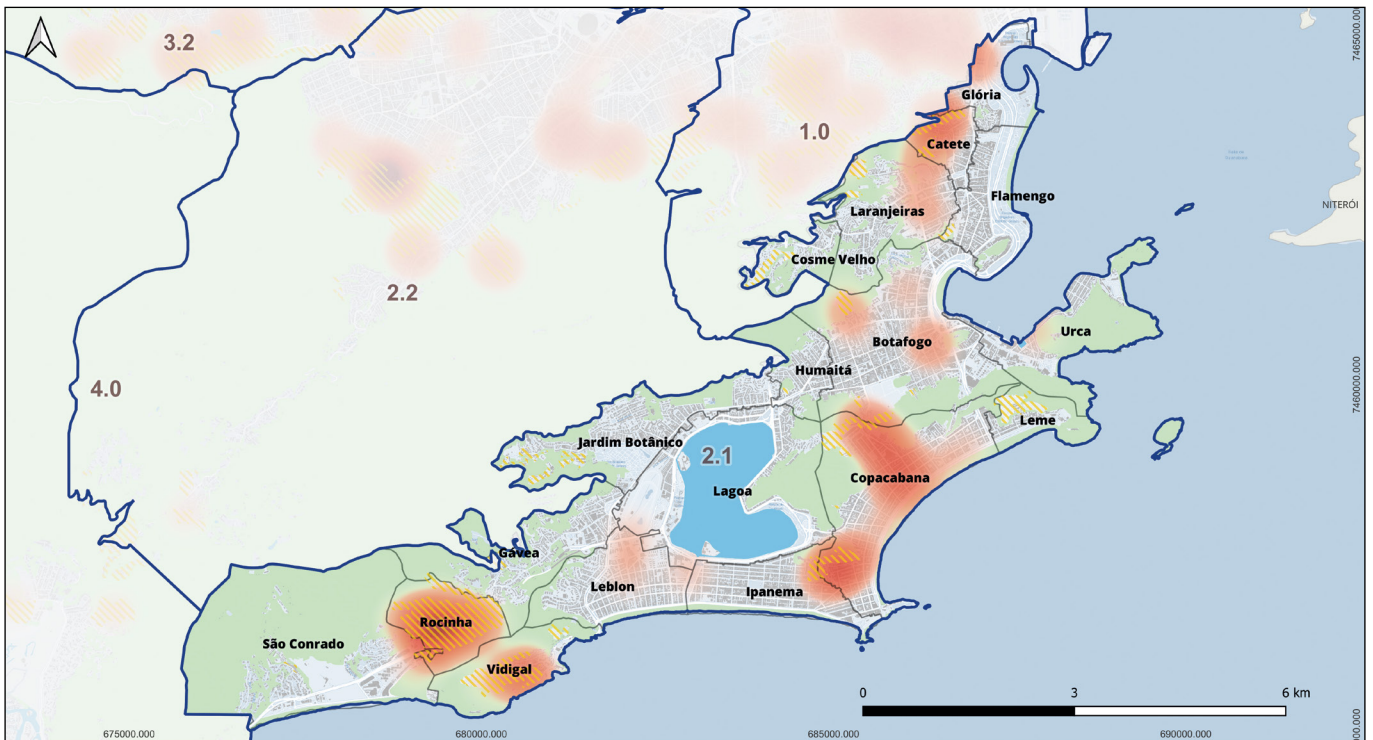 3.2
7465000.000
Glória
1.0
Catete
Flamengo
NITERÓI
Laranjeiras
Cosme Velho
2.2
Urca
Botafogo
Humaitá
4.0
7460000.000
Leme
Jardim Botânico
2.1
Copacabana
Lagoa
Gávea
Leblon
Ipanema
Rocinha
São Conrado
Vidigal
0 3 6 km
675000.000 680000.000 685000.000 690000.000